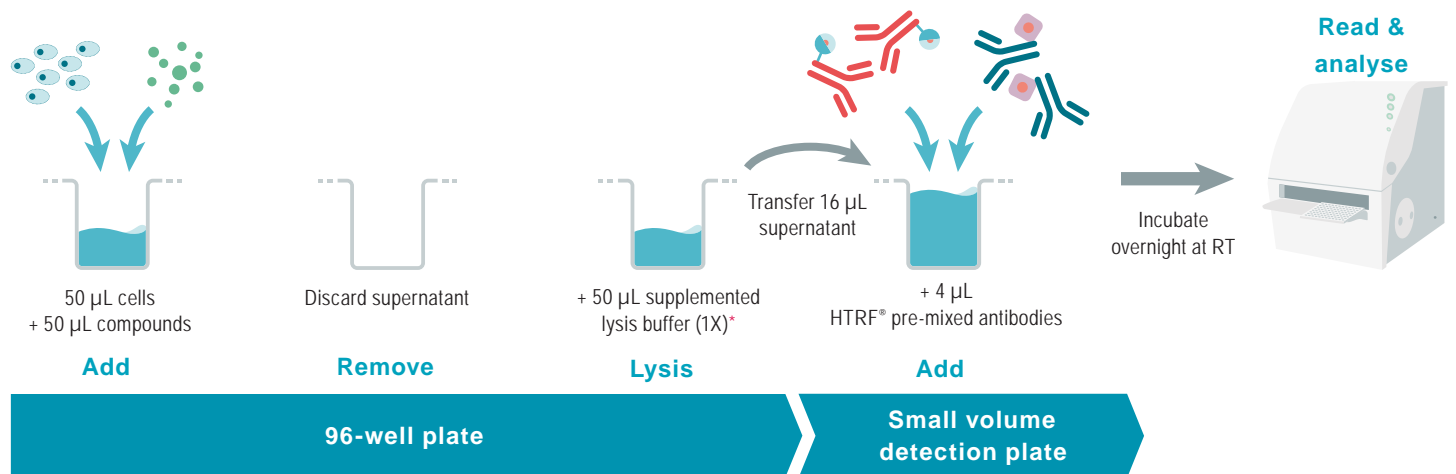 50 µL cells
+ 50 µL compounds
Add
Discard supernatant
Remove
+ 50 µL supplemented
lysis buffer (1X)*
Lysis
Transfer 16 µL
supernatant
+ 4 µL
HTRF® pre-mixed antibodies
Add
Incubate
overnight at RT
Read &
analyse
96-well plate
Small volume
detection plate